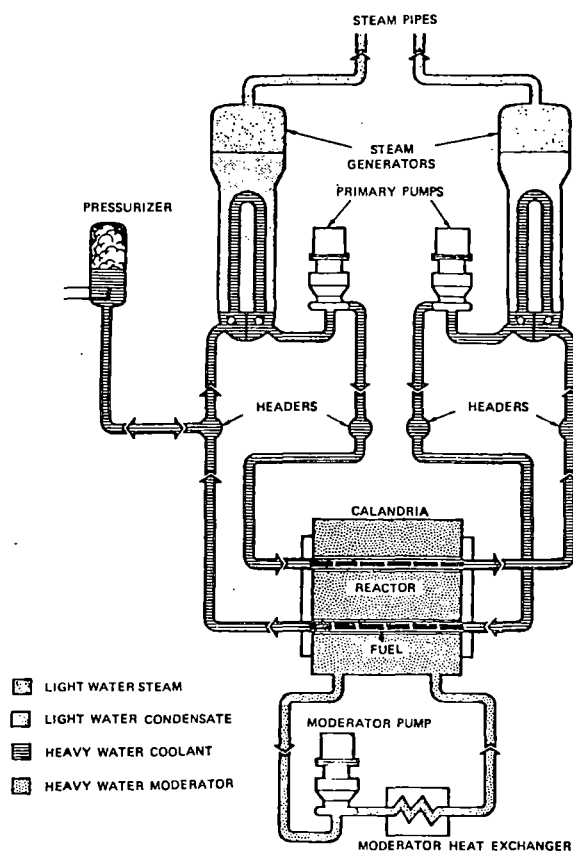 STEAM PIPES
STEAM
GENERATORS
PRIMARY PUMPS
PRESSURIZER
HEADERS
HEADERS
CALANDRIA
REACTOR
FUEL
LIGHT WATER STEAM
LIGHT WATER CONDENSATE
HEAVY WATER COOLANT
HEAVY WATER MODERATOR
MODERATOR PUMP
MODERATOR HEAT EXCHANGER